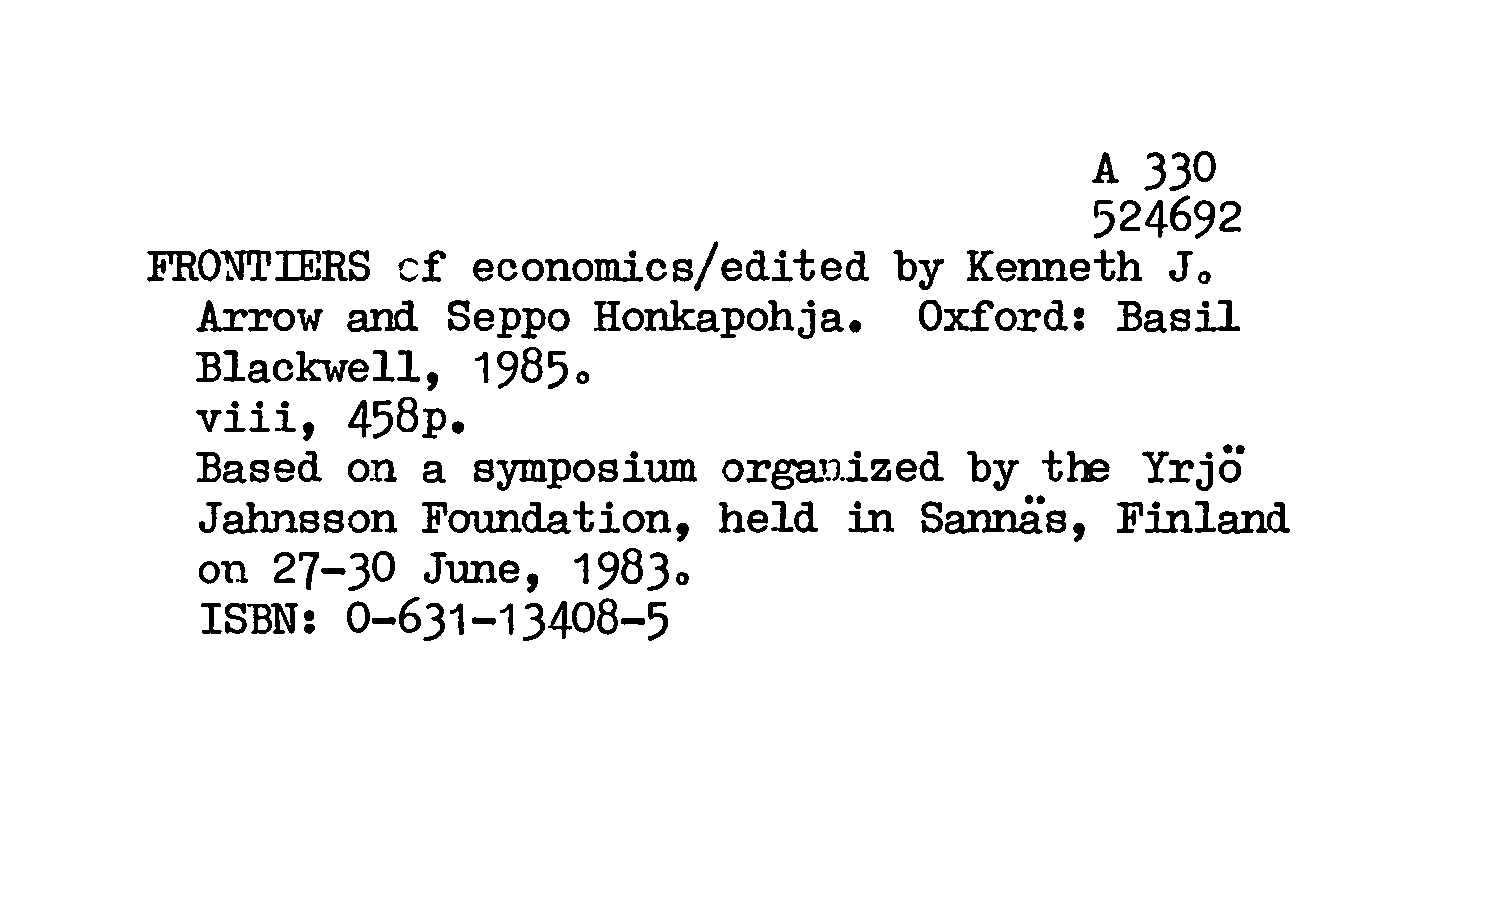 A 330
524692
FRONTIERS of economics/edited by Kenneth J.
Arrow and Seppo Honkapohja. Oxford: Basil
Blackwell, 1985.
viii, 458p.
Based on a symposium organized by the Yrjö
Jahnsson Foundation, held in Sannäs, Finland
on 27-30 June, 1983.
ISBN: 0-631-13408-5